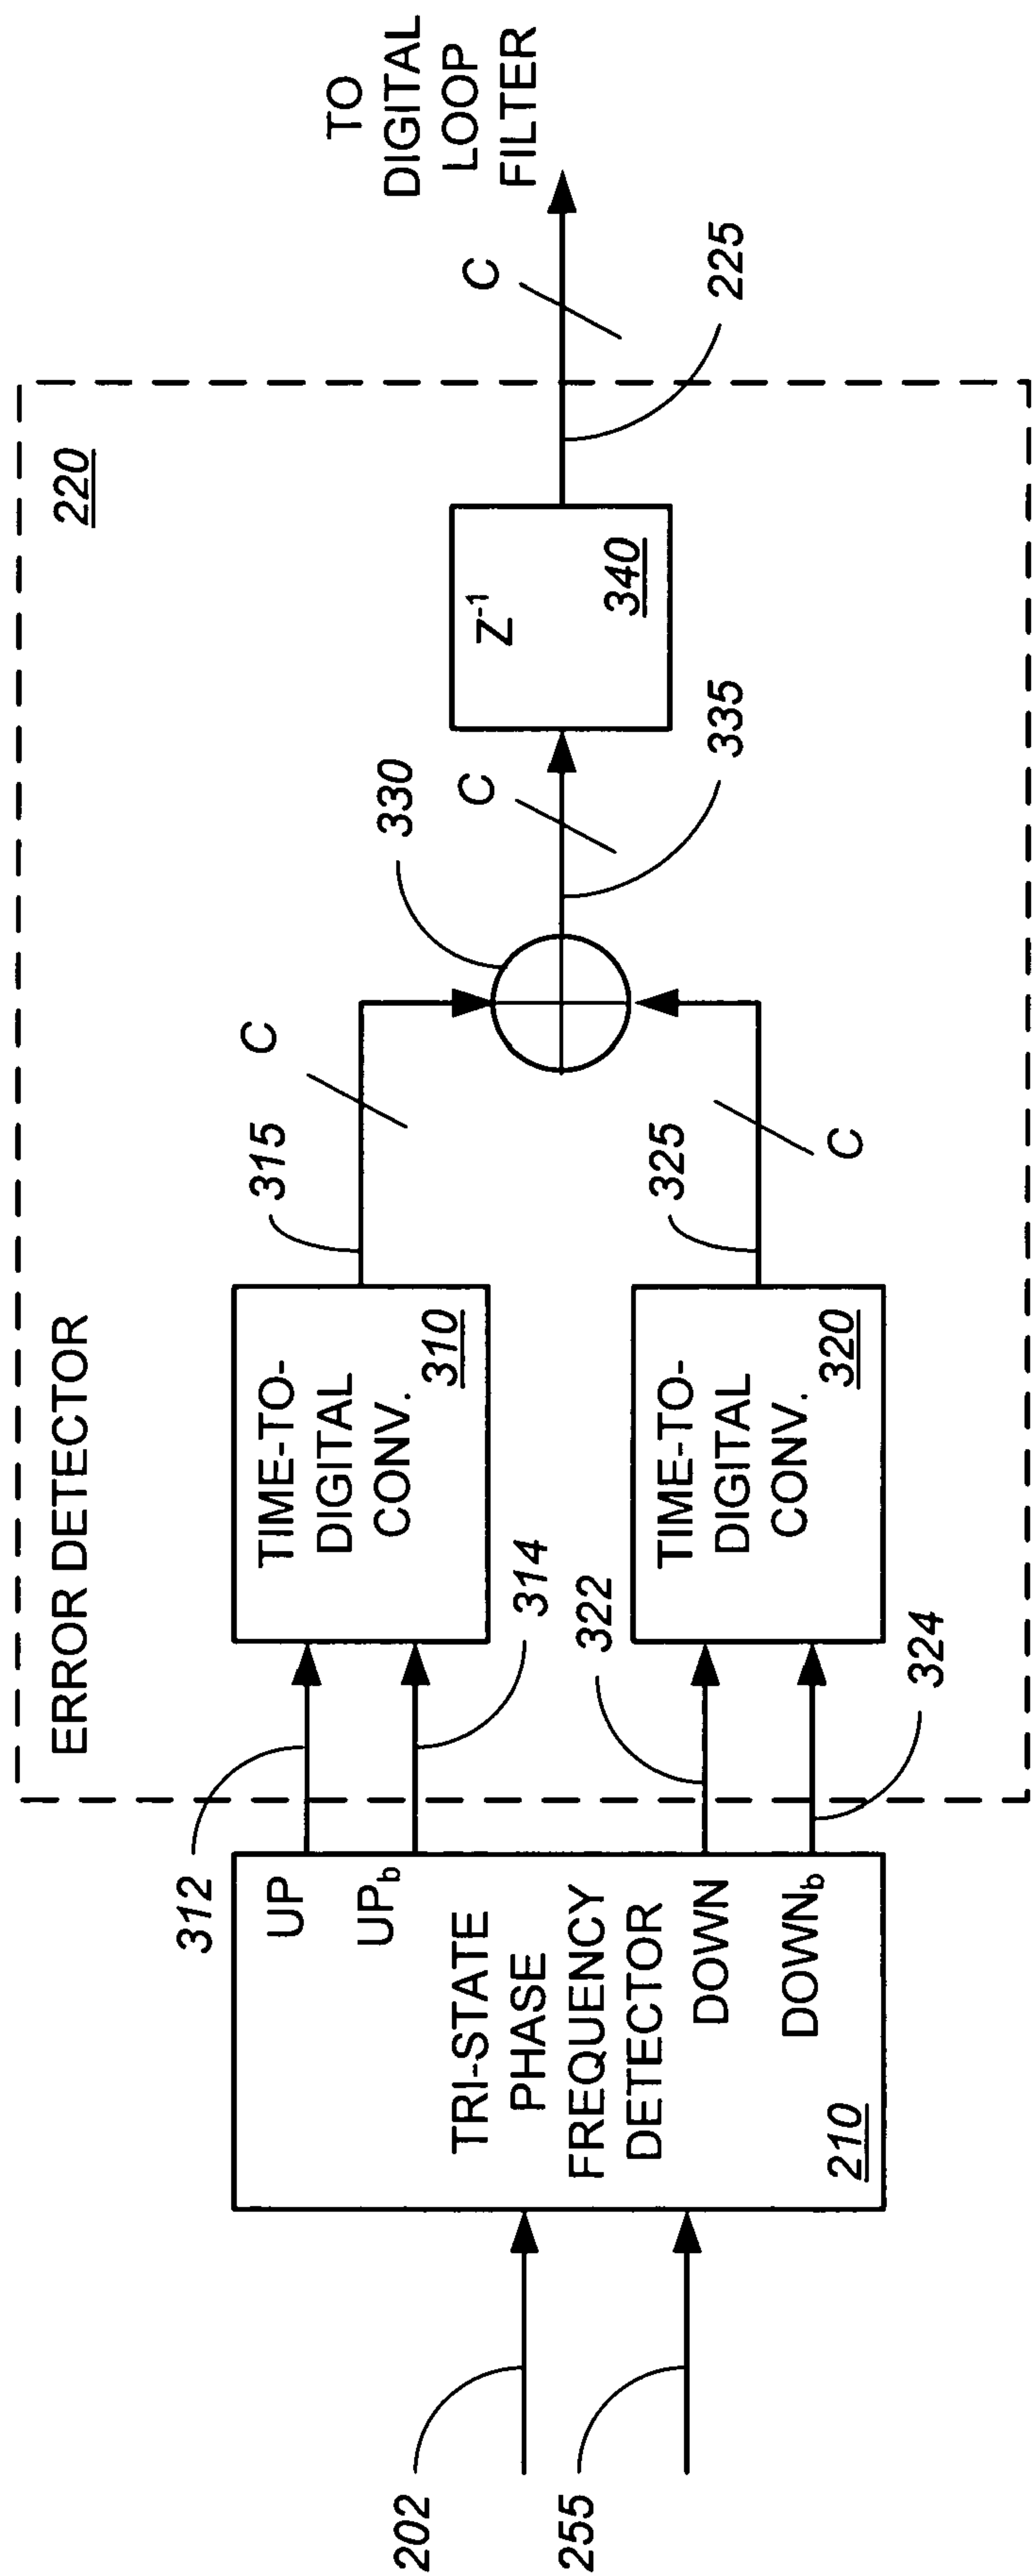 202
255
TRI-STATE
PHASE
FREQUENCY
DETECTOR
210
UP
UPb
DOWN
DOWNb
312
314
322
324
ERROR DETECTOR
220
TIME-TO-
DIGITAL
CONV.
310
TIME-TO-
DIGITAL
CONV.
320
315
C
325
C
330
C
335
Z-1
340
C
225
TO
DIGITAL
LOOP
FILTER